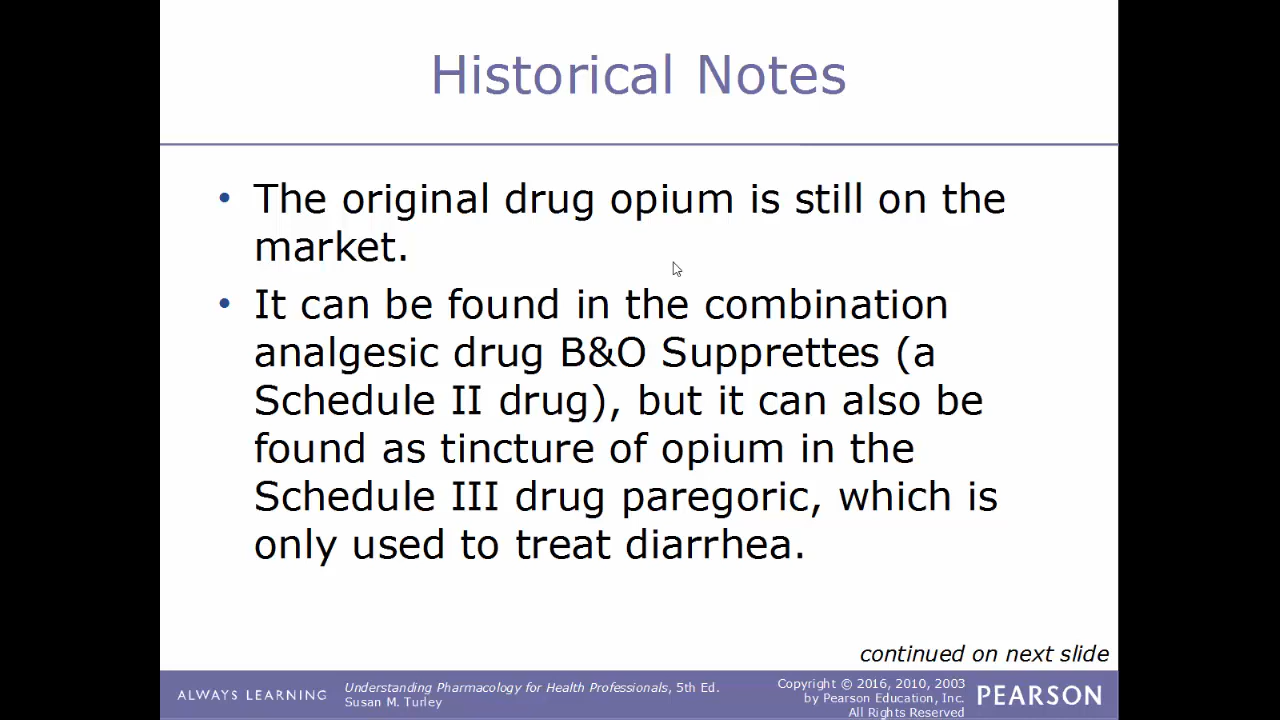 Historical Notes
• The original drug opium is still on the
market.
• It can be found in the combination
analgesic drug B&O Supprettes (a
Schedule II drug), but it can also be
found as tincture of opium in the
Schedule III drug paregoric, which is
only used to treat diarrhea.
continued on next slide
ALWAYS LEARNING
Understanding Pharmacology for Health Professionals, 5th Ed.
Susan M. Turley
Copyright © 2016, 2010, 2003
by Pearson Education, Inc.
All Rights Reserved
PEARSON